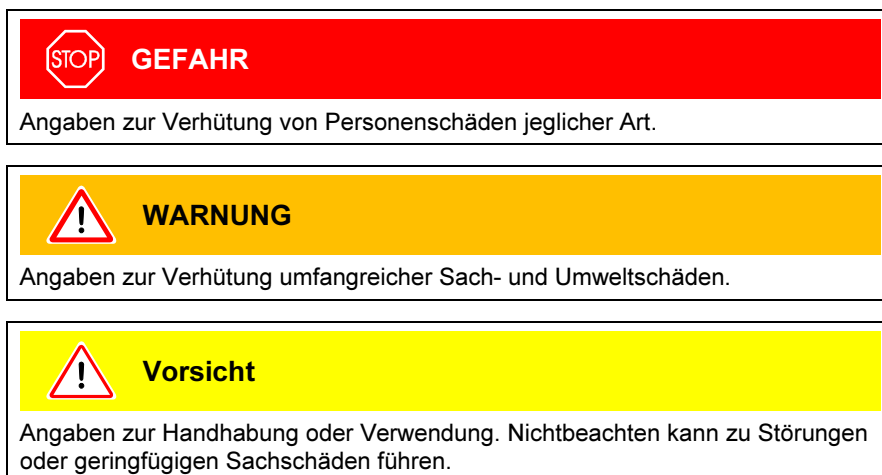 STOP GEFAHR
Angaben zur Verhütung von Personenschäden jeglicher Art.
! WARNUNG
Angaben zur Verhütung umfangreicher Sach- und Umweltschäden.
! Vorsicht
Angaben zur Handhabung oder Verwendung. Nichtbeachten kann zu Störungen
oder geringfügigen Sachschäden führen.